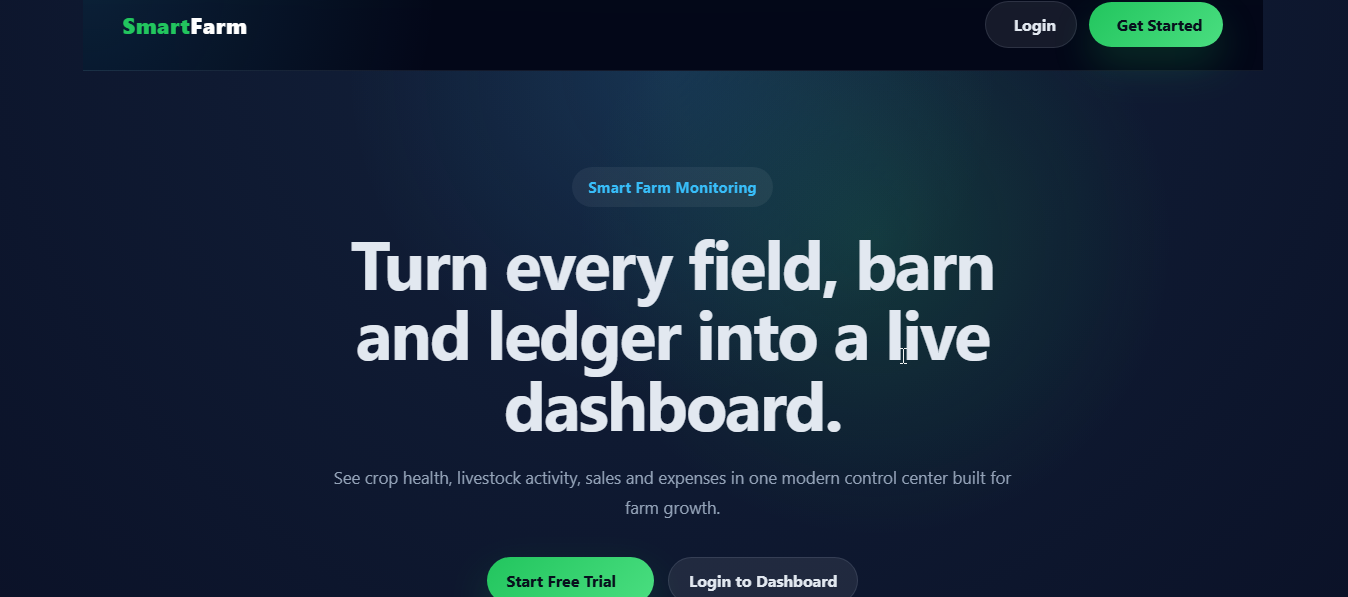 SmartFarm
Login
Get Started
Smart Farm Monitoring
Turn every field, barn
and ledger into a live
dashboard.
See crop health, livestock activity, sales and expenses in one modern control center built for
farm growth.
Start Free Trial
Login to Dashboard